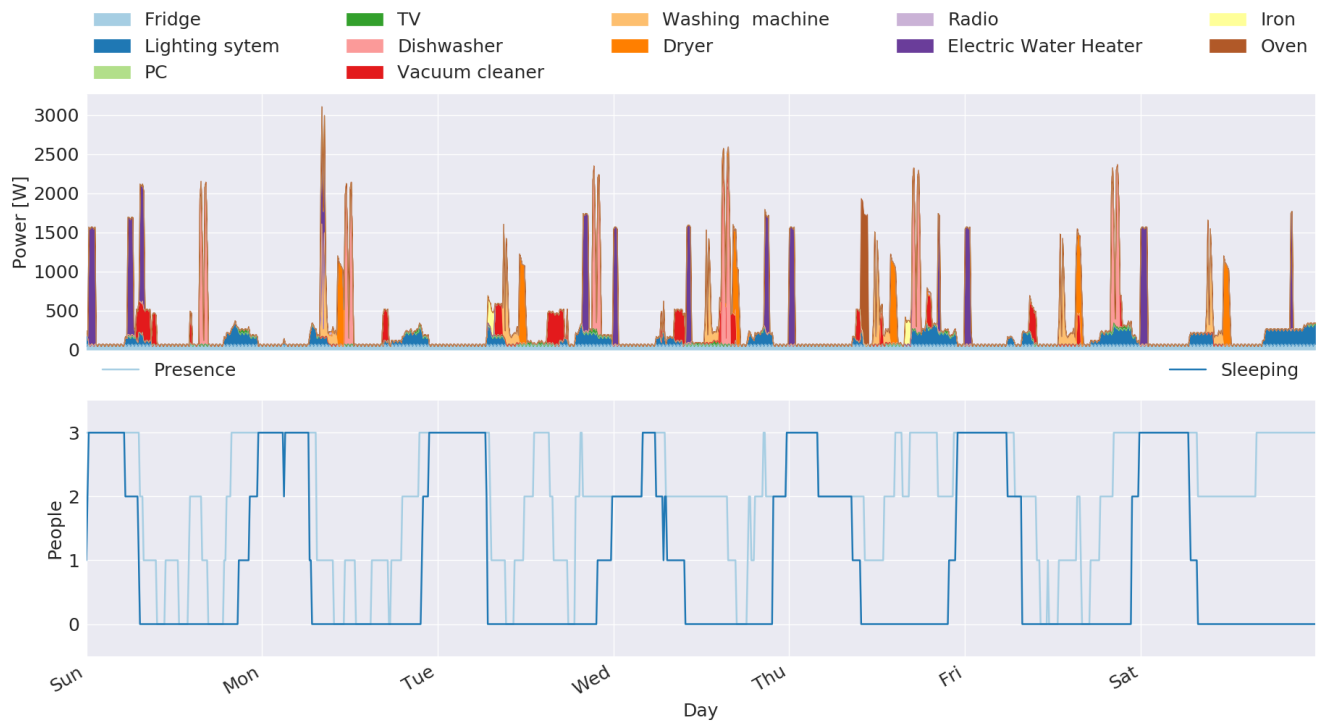 Fridge TV Washing machine Radio Iron
Lighting sytem Dishwasher Dryer Electric Water Heater Oven
PC Vacuum cleaner
3000
2500
2000
1500
1000
500
0
Power [W]
Presence Sleeping
3
2
1
0
People
Sun Mon Tue Wed Thu Fri Sat
Day